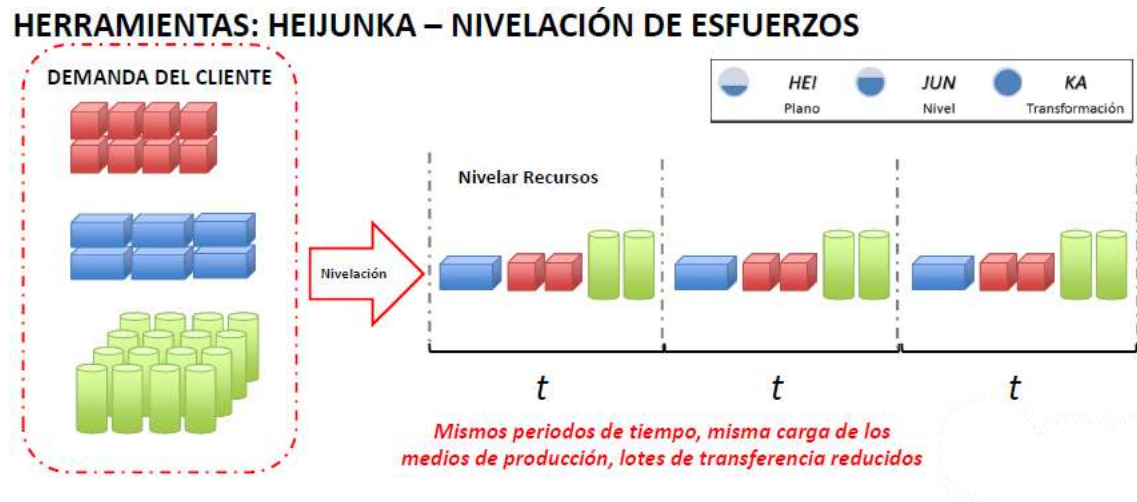 HERRAMIENTAS: HEIJUNKA – NIVELACIÓN DE ESFUERZOS
DEMANDA DEL CLIENTE
HEI
Plano
JUN
Nivel
KA
Transformación
Nivelar Recursos
Nivelación
t
t
t
Mismos periodos de tiempo, misma carga de los
medios de producción, lotes de transferencia reducidos